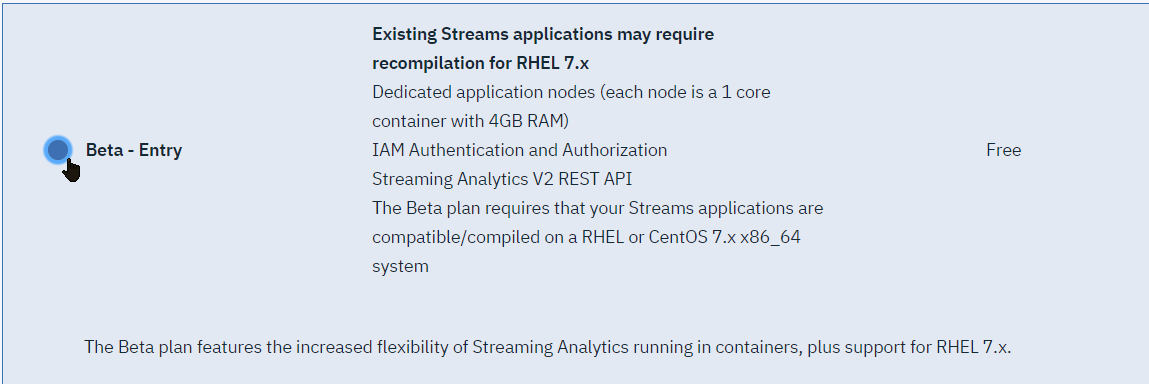 Existing Streams applications may require
recompilation for RHEL 7.x
Dedicated application nodes (each node is a 1 core
container with 4GB RAM)
Beta - Entry
IAM Authentication and Authorization
Free
Streaming Analytics V2 REST API
The Beta plan requires that your Streams applications are
compatible/compiled on a RHEL or CentOS 7.x x86_64
system
The Beta plan features the increased flexibility of Streaming Analytics running in containers, plus support for RHEL 7.x.